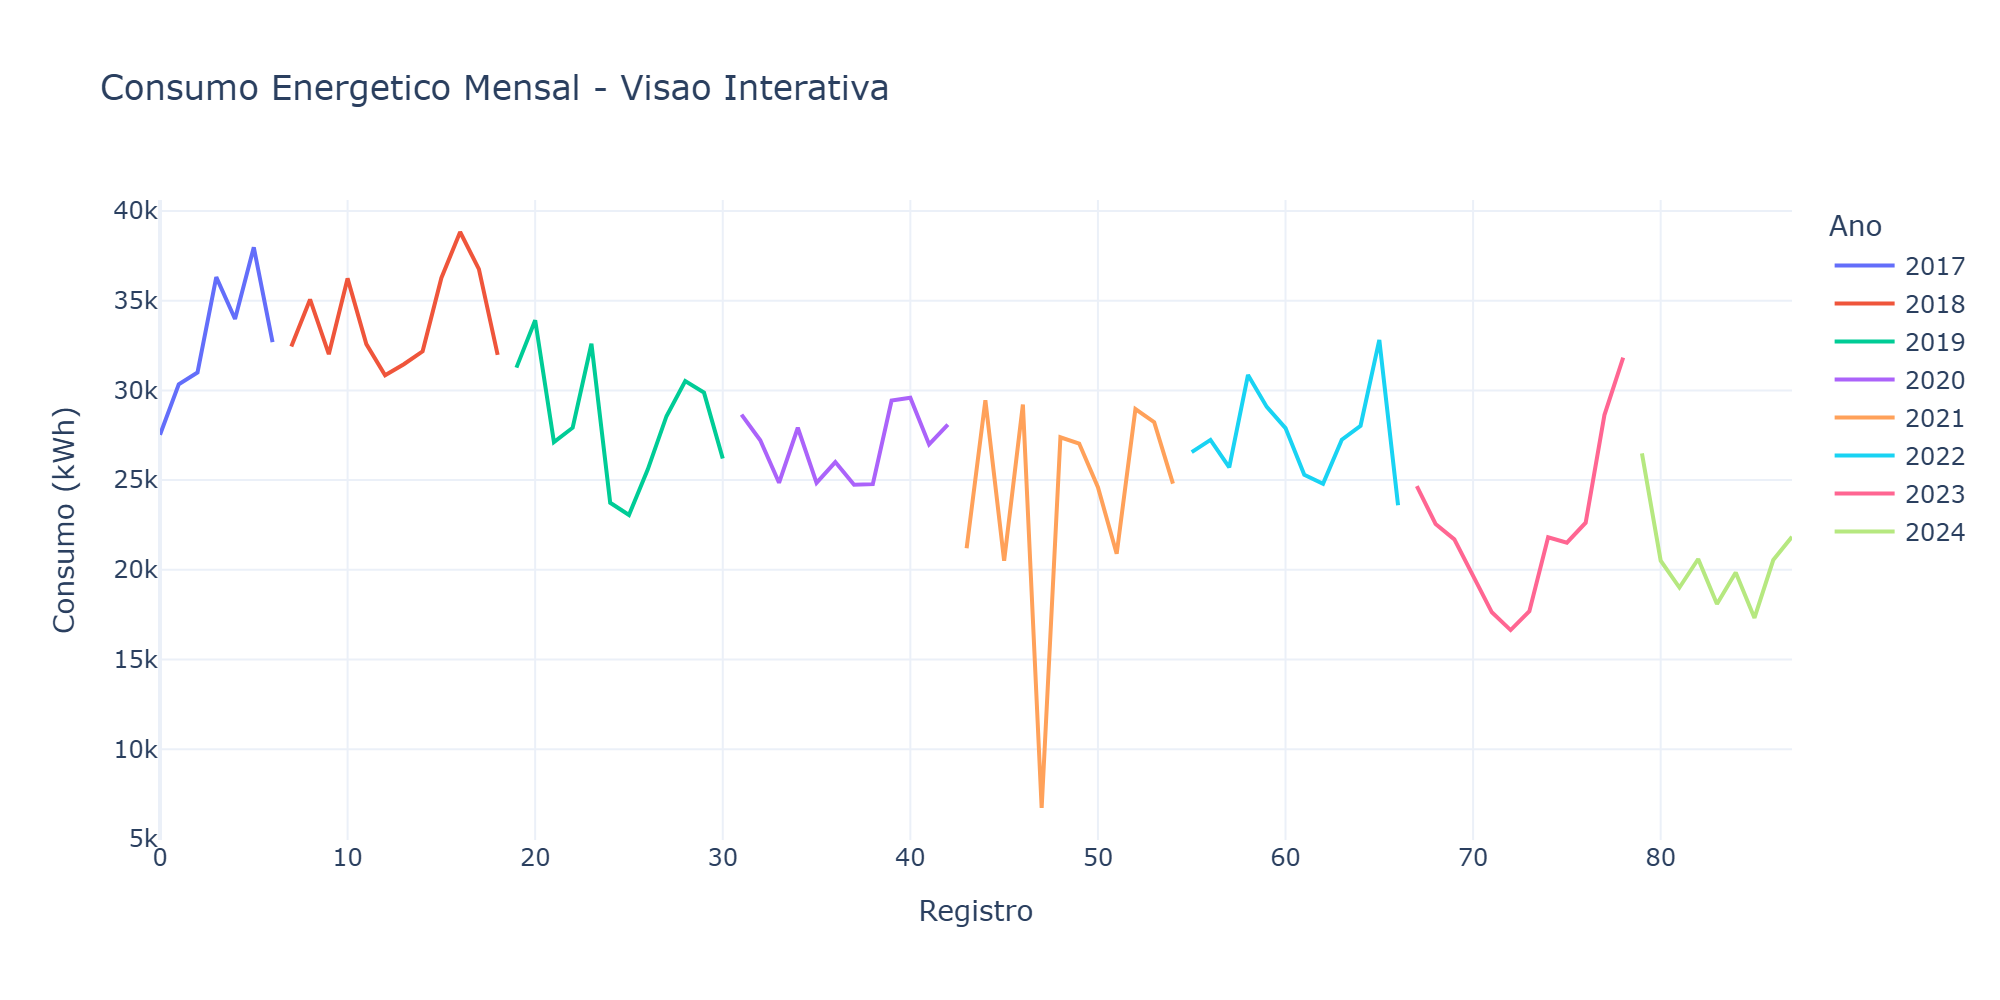 Consumo Energetico Mensal - Visao Interativa
40k
35k
30k
25k
20k
15k
10k
5k
Consumo (kWh)
0 10 20 30 40 50 60 70 80
Registro
Ano
2017
2018
2019
2020
2021
2022
2023
2024